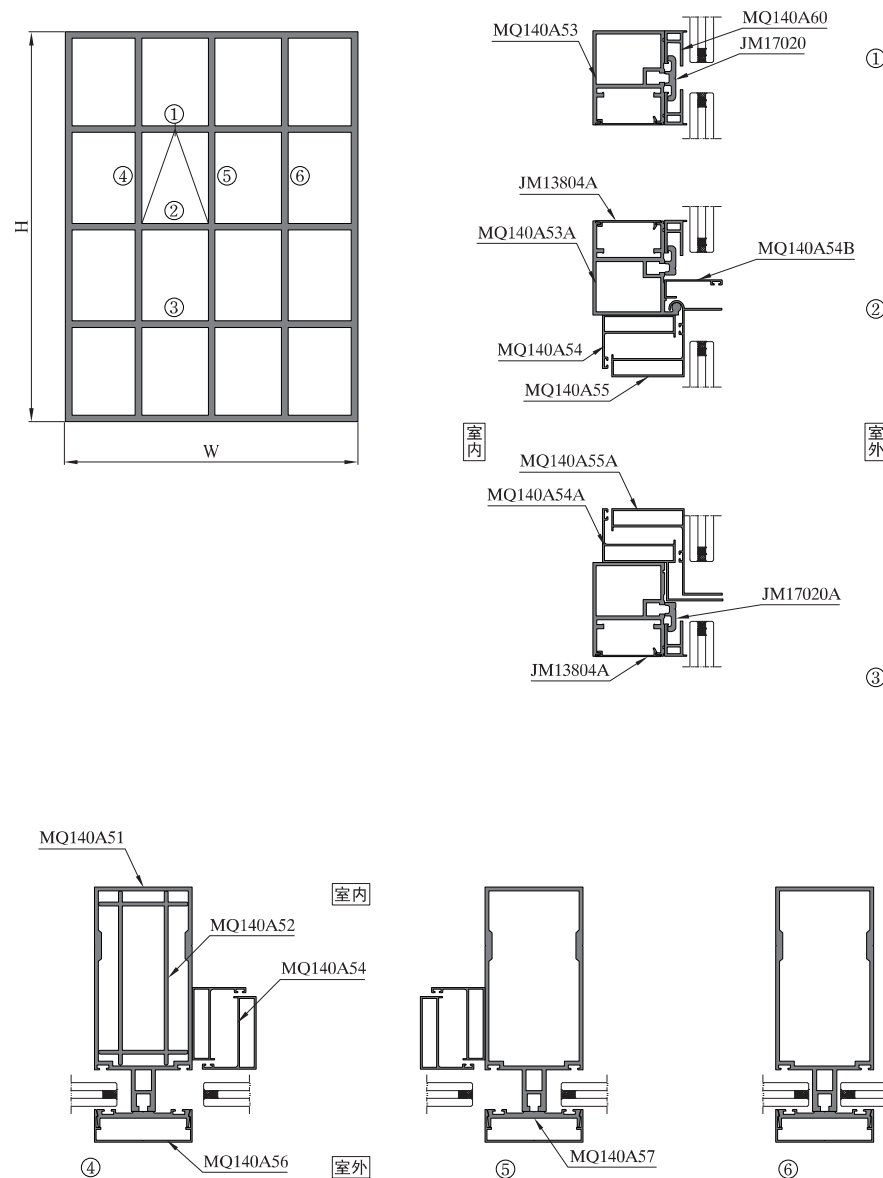 H
W
①
④
⑤
⑥
②
③
MQ140A53
MQ140A60
JM17020
①
JM13804A
MQ140A53A
MQ140A54B
②
MQ140A54
MQ140A55
室内
室外
MQ140A55A
MQ140A54A
JM17020A
JM13804A
③
MQ140A51
室内
MQ140A52
MQ140A54
MQ140A56
MQ140A57
④
室外
⑤
⑥